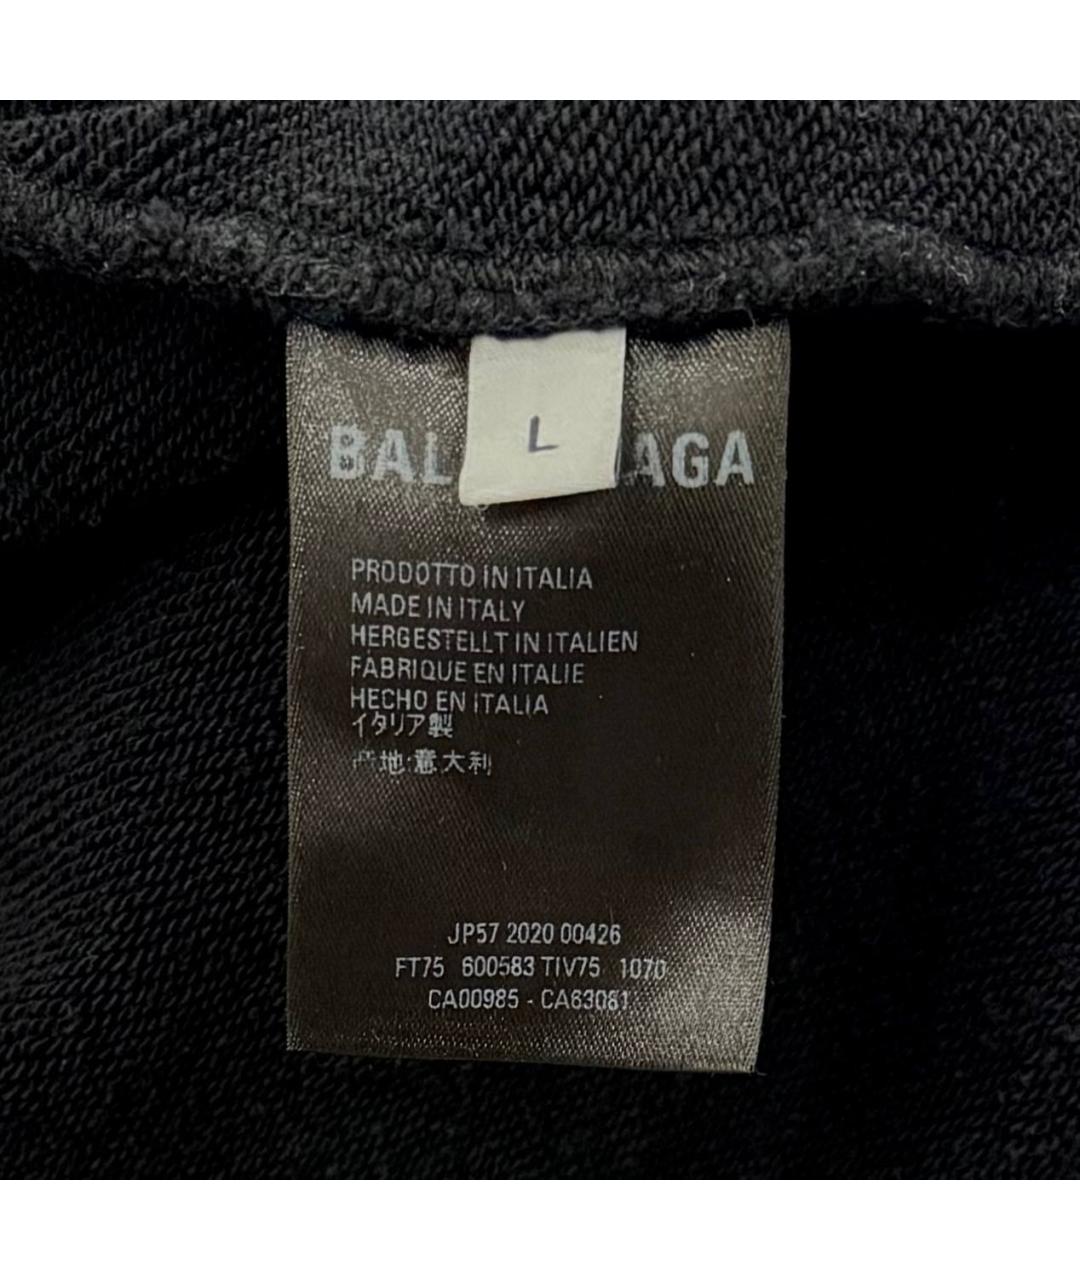 L
BAL AGA
PRODOTTO IN ITALIA
MADE IN ITALY
HERGESTELLT IN ITALIEN
FABRIQUE EN ITALIE
HECHO EN ITALIA
イタリア製
产地:意大利
JP57 2020 00426
FT75 600583 TIV75 1070
CA00985 - CA63081